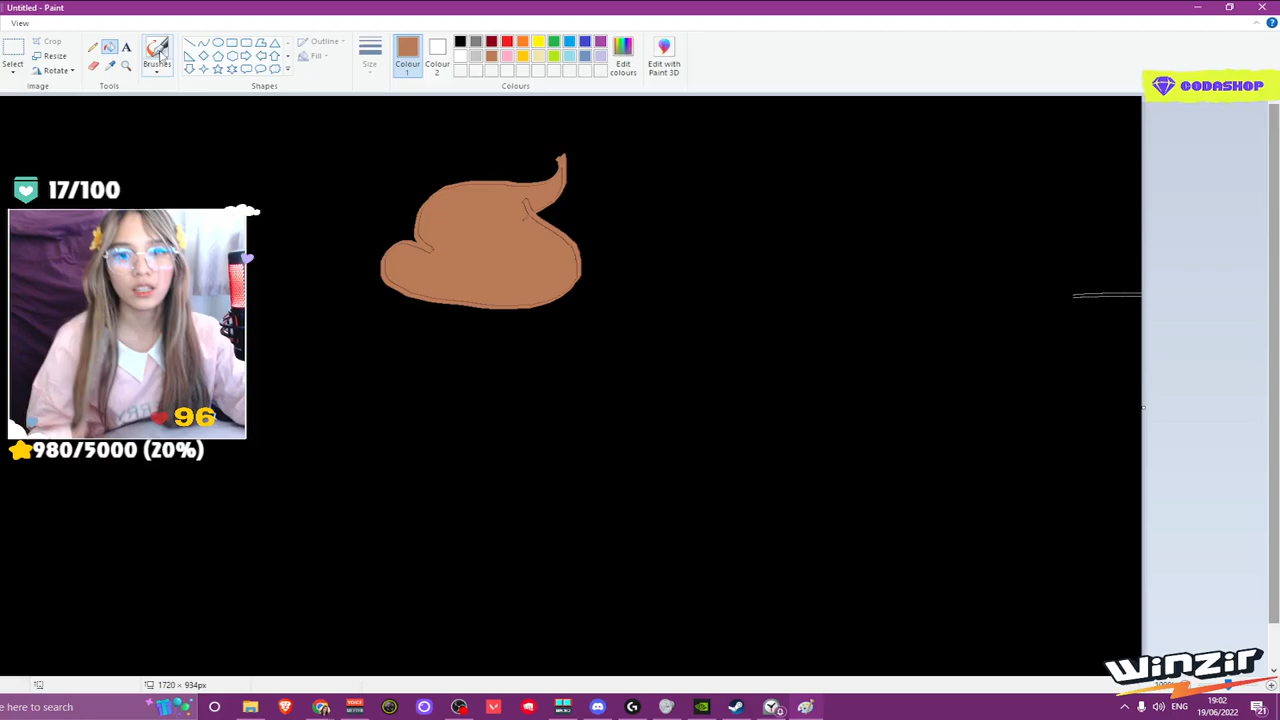 Untitled - Paint
View
Crop
Resize
Rotate
Select
Image
A
Tools
Brushes
Outline
Fill
Shapes
Size
Colour 1
Colour 2
Edit colours
Colours
Edit with Paint 3D
CODASHOP
17/100
96
980/5000 (20%)
1720 × 934px
100%
WINZIR
e here to search
ENG
19:02
19/06/2022
21